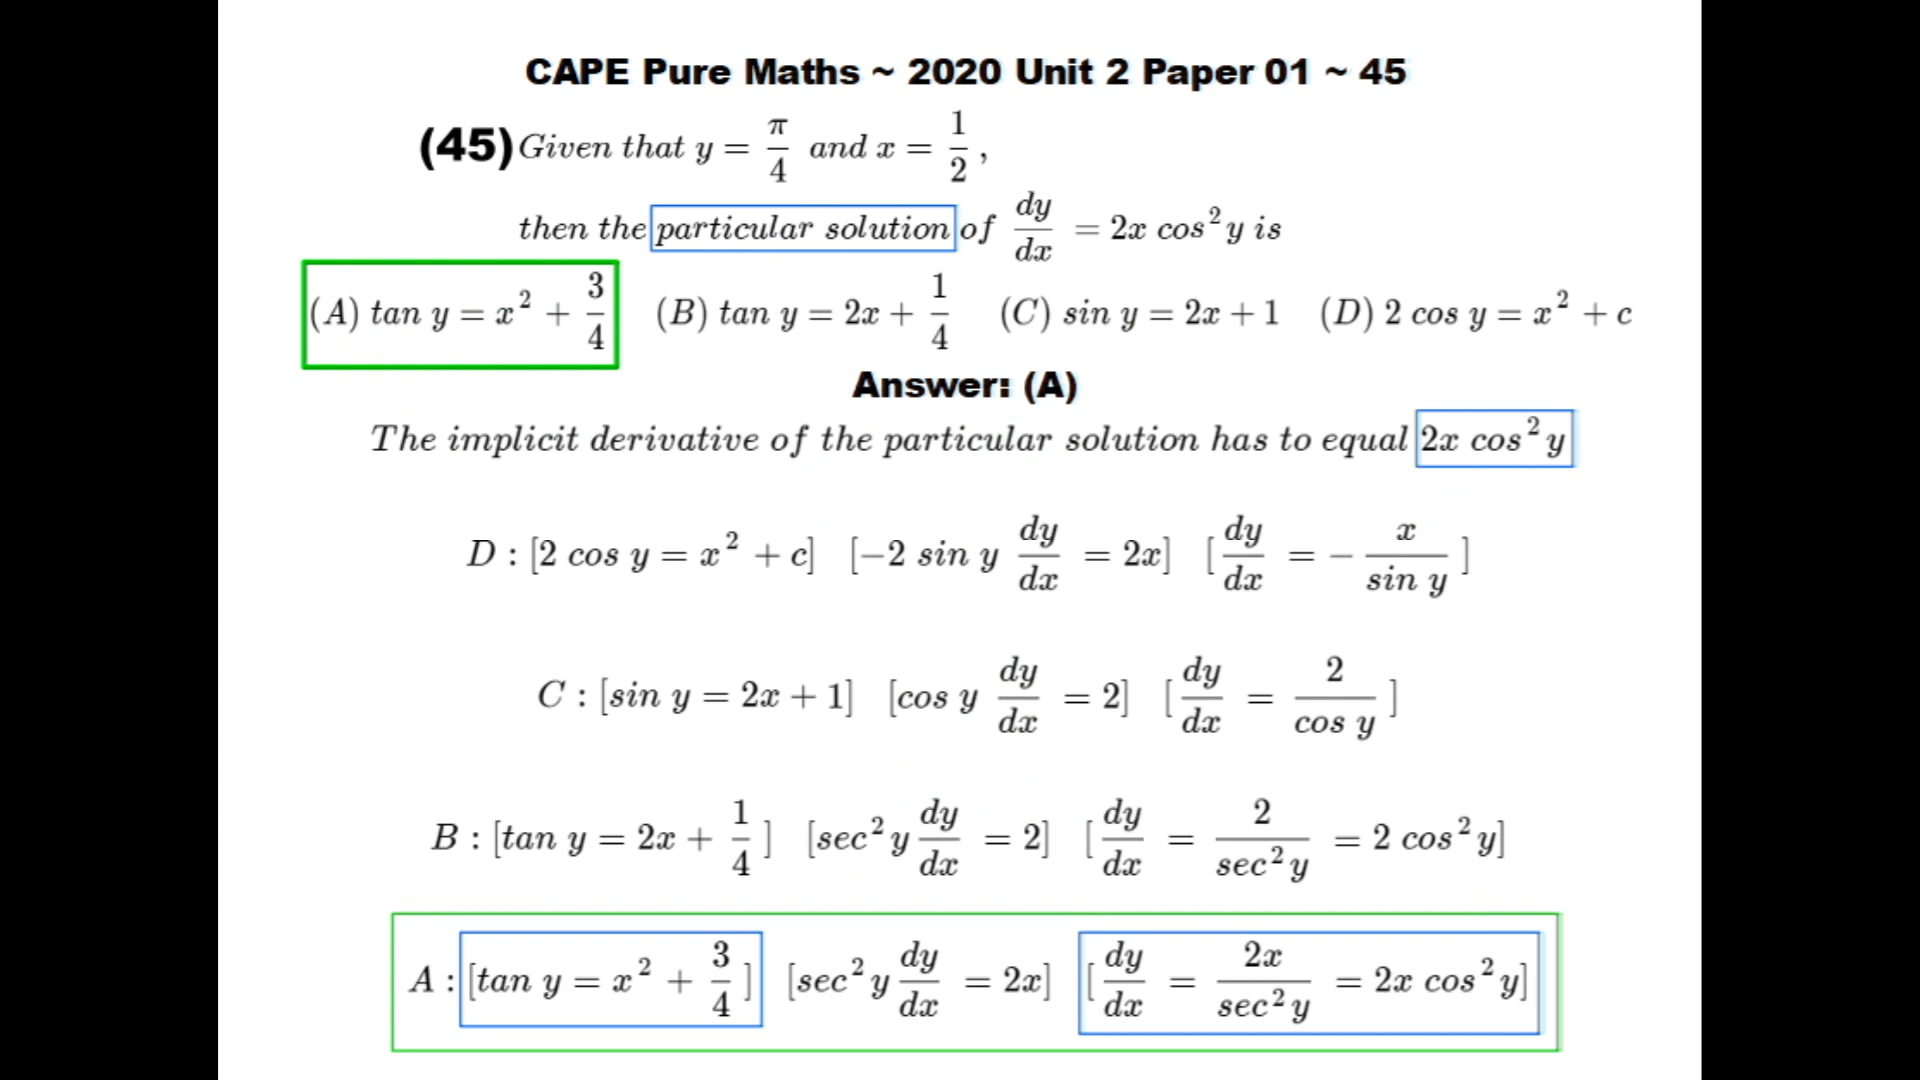 CAPE Pure Maths ~ 2020 Unit 2 Paper 01 ~ 45
(45) Given that y = π/4 and x = 1/2 ,
then the particular solution of dy/dx = 2x cos²y is
(A) tan y = x² + 3/4 (B) tan y = 2x + 1/4 (C) sin y = 2x + 1 (D) 2 cos y = x² + c
Answer: (A)
The implicit derivative of the particular solution has to equal 2x cos²y
D : [2 cos y = x² + c] [−2 sin y dy/dx = 2x] [dy/dx = − x/sin y ]
C : [sin y = 2x + 1] [cos y dy/dx = 2] [dy/dx = 2/cos y ]
B : [tan y = 2x + 1/4 ] [sec²y dy/dx = 2] [dy/dx = 2/sec²y = 2 cos²y]
A : [tan y = x² + 3/4 ] [sec²y dy/dx = 2x] [dy/dx = 2x/sec²y = 2x cos²y]